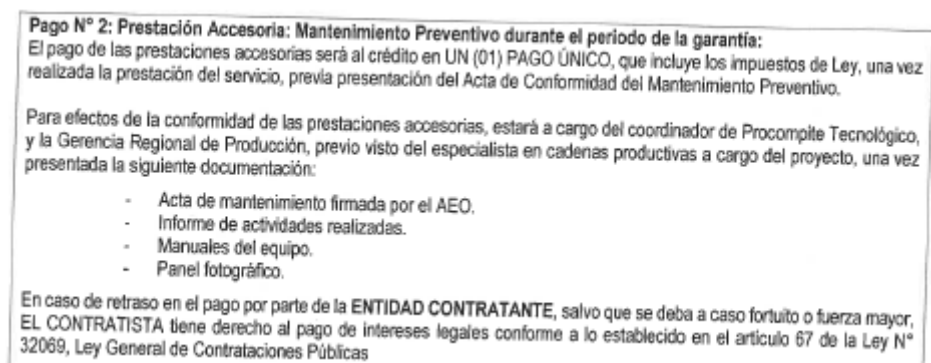 Pago N° 2: Prestación Accesoria: Mantenimiento Preventivo durante el periodo de la garantía:
El pago de las prestaciones accesorias será al crédito en UN (01) PAGO ÚNICO, que incluye los impuestos de Ley, una vez
realizada la prestación del servicio, previa presentación del Acta de Conformidad del Mantenimiento Preventivo.
Para efectos de la conformidad de las prestaciones accesorias, estará a cargo del coordinador de Procompite Tecnológico,
y la Gerencia Regional de Producción, previo visto del especialista en cadenas productivas a cargo del proyecto, una vez
presentada la siguiente documentación:
- Acta de mantenimiento firmada por el AEO.
- Informe de actividades realizadas.
- Manuales del equipo.
- Panel fotográfico.
En caso de retraso en el pago por parte de la ENTIDAD CONTRATANTE, salvo que se deba a caso fortuito o fuerza mayor,
EL CONTRATISTA tiene derecho al pago de intereses legales conforme a lo establecido en el artículo 67 de la Ley N°
32069, Ley General de Contrataciones Públicas